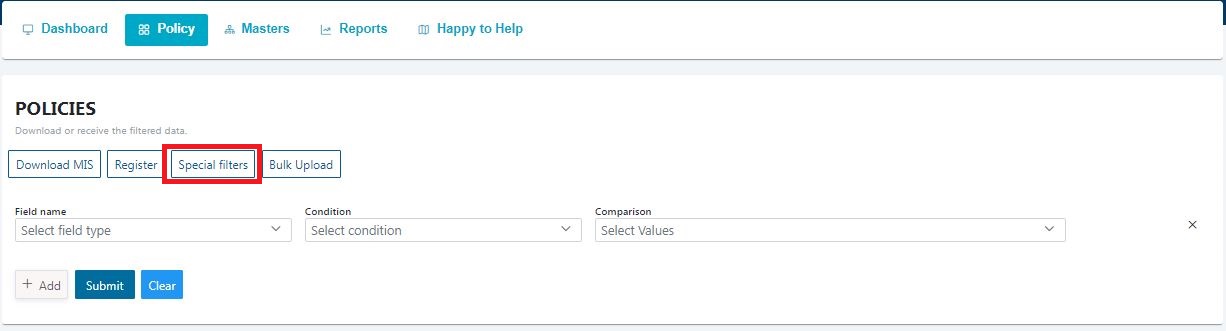 Dashboard Policy Masters Reports Happy to Help
POLICIES
Download or receive the filtered data.
Download MIS Register Special filters Bulk Upload
Field name Condition Comparison
Select field type Select condition Select Values
+ Add Submit Clear